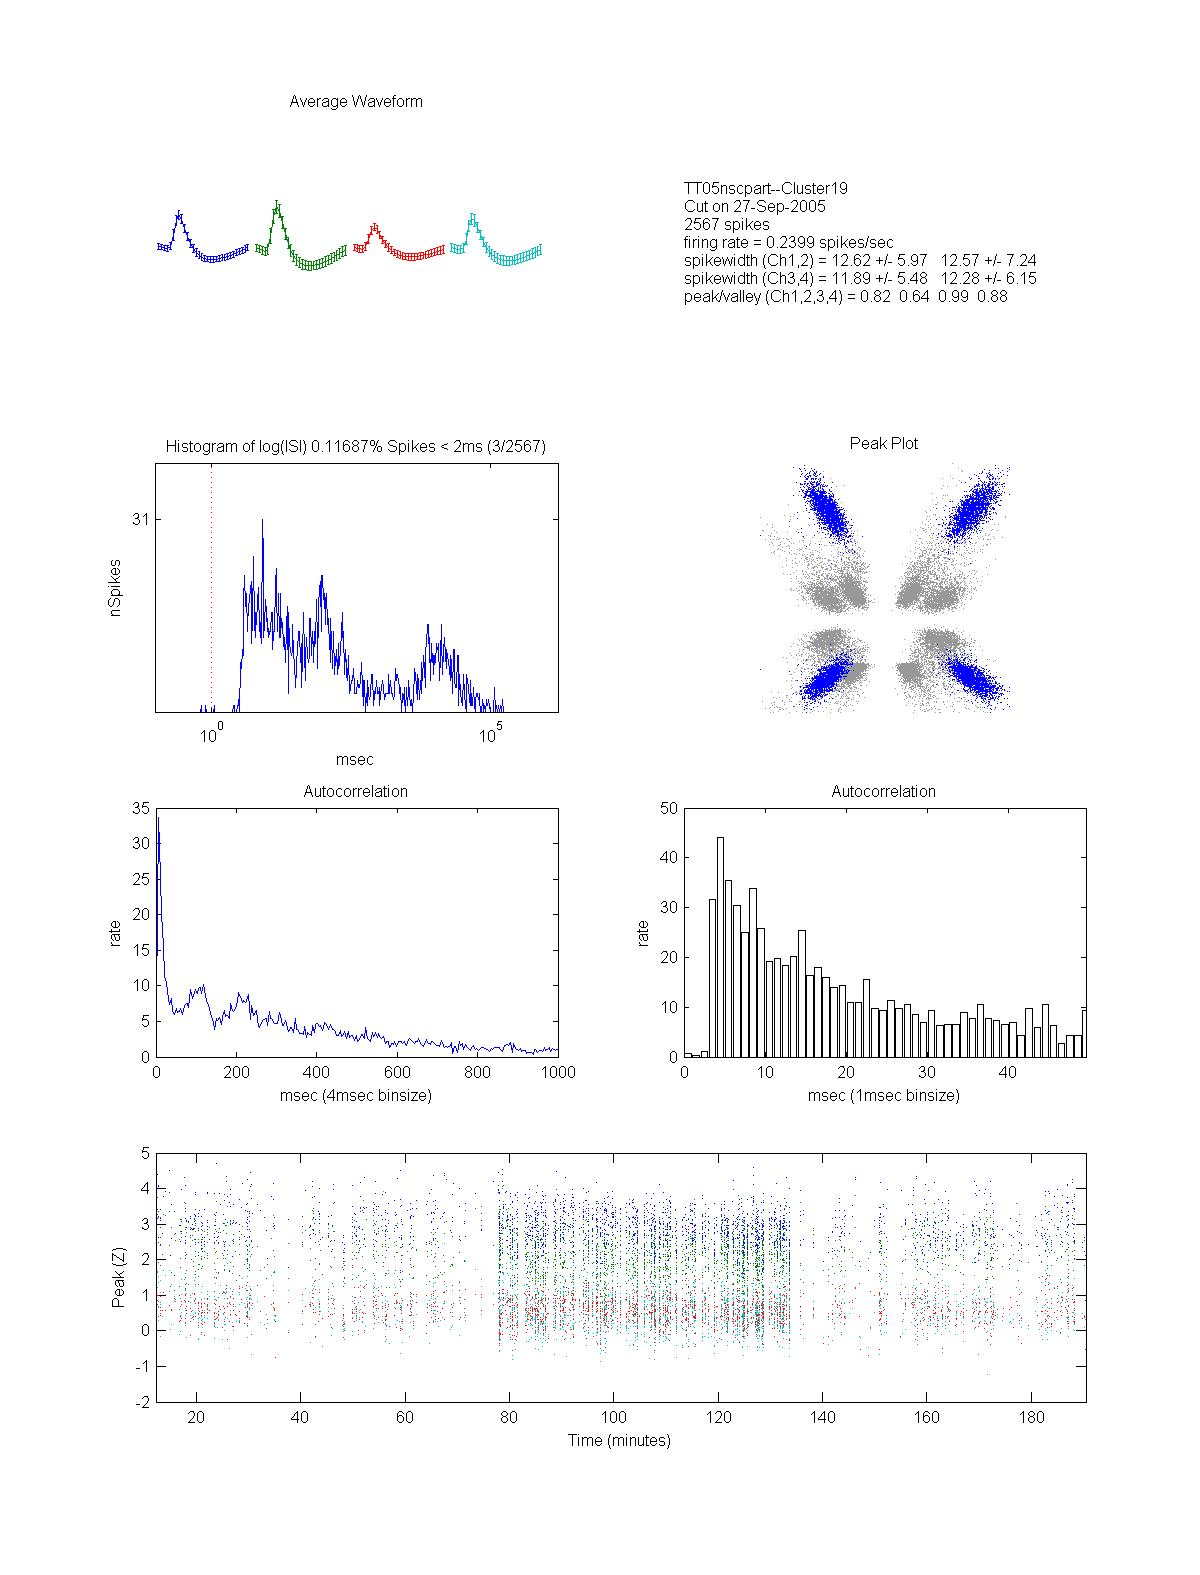 Average Waveform
TT05nscpart--Cluster19
Cut on 27-Sep-2005
2567 spikes
firing rate = 0.2399 spikes/sec
spikewidth (Ch1,2) = 12.62 +/- 5.97   12.57 +/- 7.24
spikewidth (Ch3,4) = 11.89 +/- 5.48   12.28 +/- 6.15
peak/valley (Ch1,2,3,4) = 0.82  0.64  0.99  0.88
Histogram of log(ISI) 0.11687% Spikes < 2ms (3/2567)
31
nSpikes
10^0 10^5
msec
Peak Plot
Autocorrelation
35
30
25
20
15
10
5
0
rate
0 200 400 600 800 1000
msec (4msec binsize)
Autocorrelation
50
40
30
20
10
0
rate
0 10 20 30 40
msec (1msec binsize)
5
4
3
2
1
0
-1
-2
Peak (Z)
20 40 60 80 100 120 140 160 180
Time (minutes)